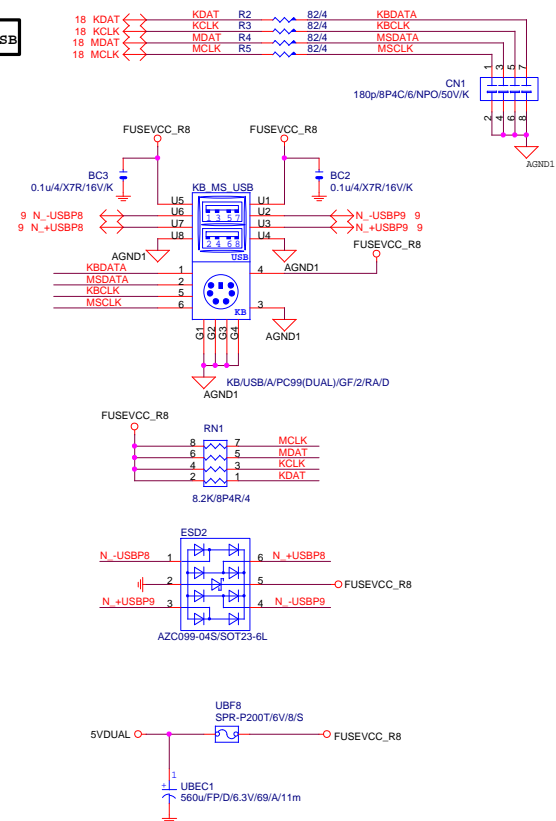 SB
18 KDAT KDAT R2 82/4 KBDATA
18 KCLK KCLK R3 82/4 KBCLK
18 MDAT MDAT R4 82/4 MSDATA
18 MCLK MCLK R5 82/4 MSCLK
1 3 5 7
CN1
180p/8P4C/6/NPO/50V/K
2 4 6 8
AGND1
FUSEVCC_R8 FUSEVCC_R8
BC3
0.1u/4/X7R/16V/K
BC2
0.1u/4/X7R/16V/K
KB_MS_USB
U5 U1
9 N_-USBP8 U6 U2 N_-USBP9 9
9 N_+USBP8 U7 U3 N_+USBP9 9
U8 U4
1 3 5 7
2 4 6 8
USB
FUSEVCC_R8
AGND1 AGND1
KBDATA 1 4
MSDATA 2
KBCLK 5
MSCLK 6 3
KB
AGND1
G1 G2 G3 G4
AGND1
KB/USB/A/PC99(DUAL)/GF/2/RA/D
FUSEVCC_R8
RN1
8 7 MCLK
6 5 MDAT
4 3 KCLK
2 1 KDAT
8.2K/8P4R/4
ESD2
N_-USBP8 1 6 N_+USBP8
2 5 FUSEVCC_R8
N_+USBP9 3 4 N_-USBP9
AZC099-04S/SOT23-6L
UBF8
SPR-P200T/6V/8/S
5VDUAL FUSEVCC_R8
1
+ UBEC1
560u/FP/D/6.3V/69/A/11m